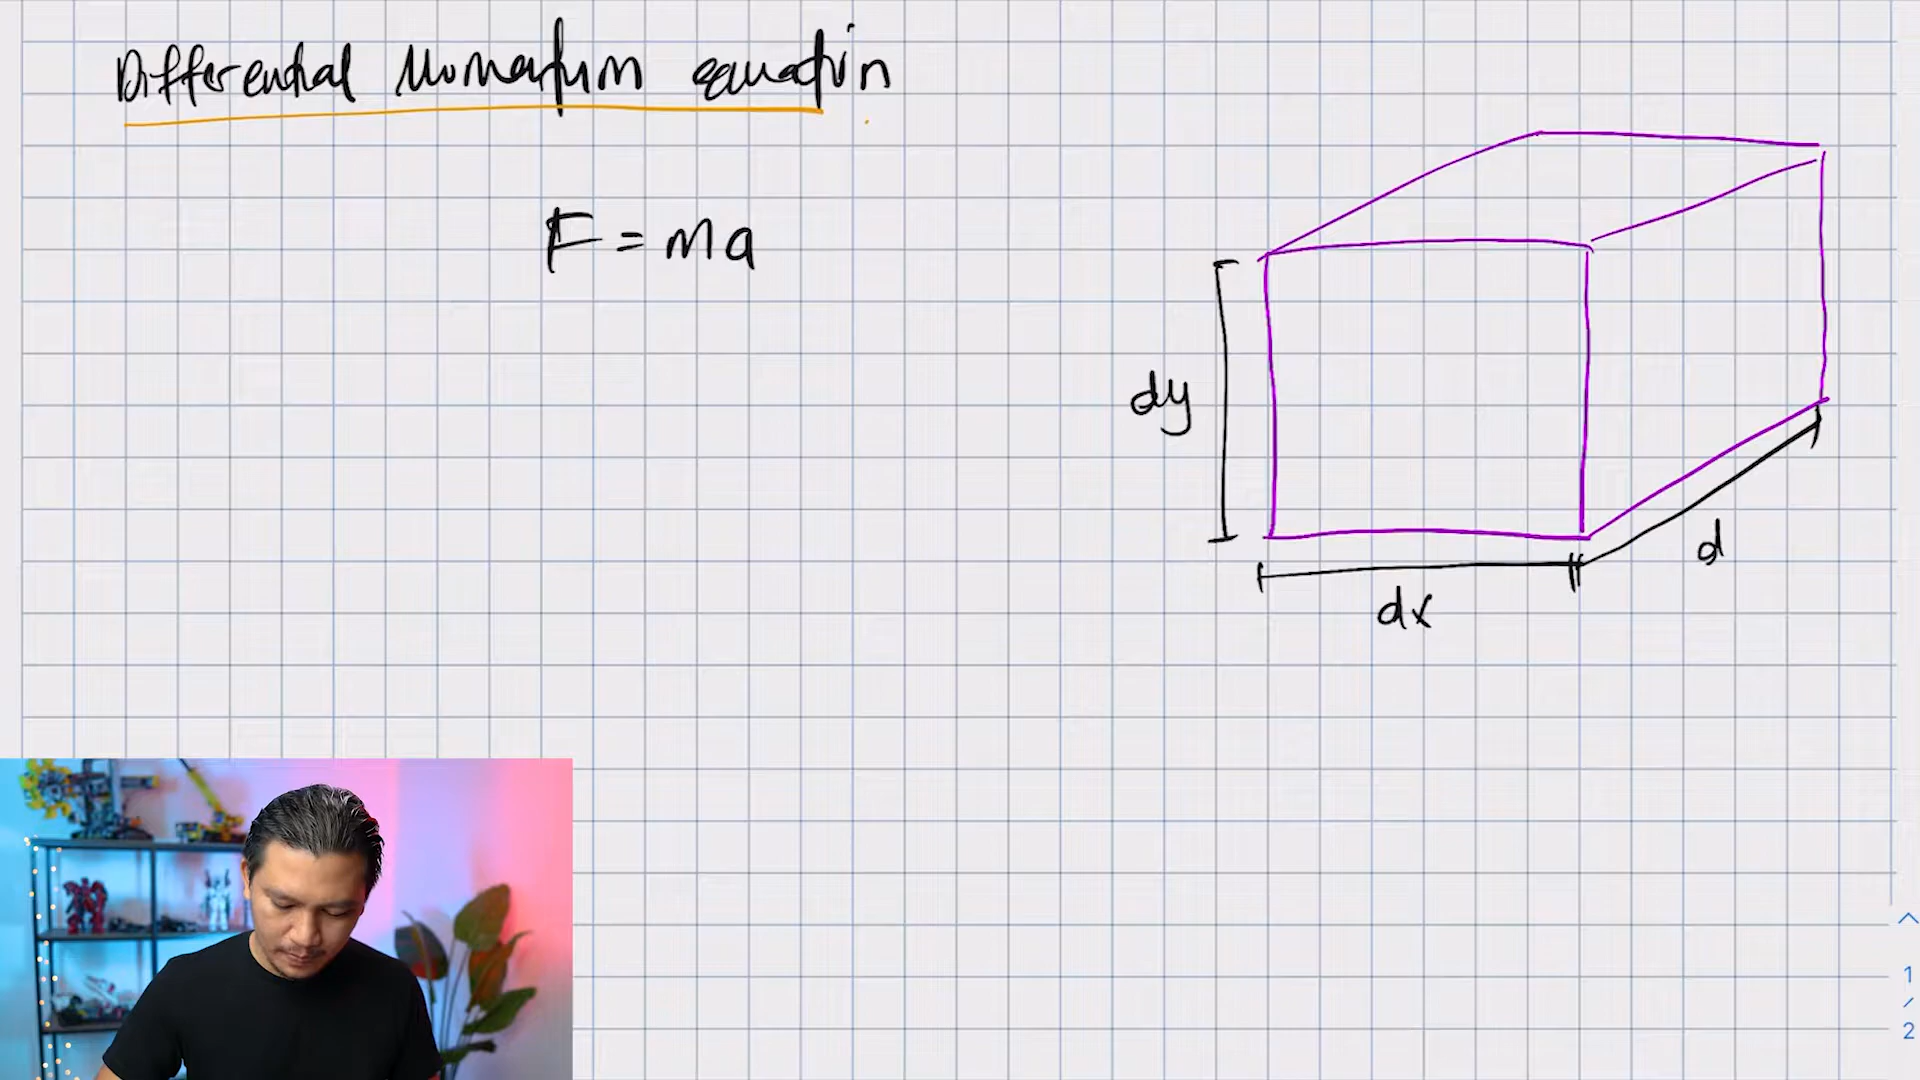 Differential Momentum equation
F = ma
dy
d
dx
1
/
2